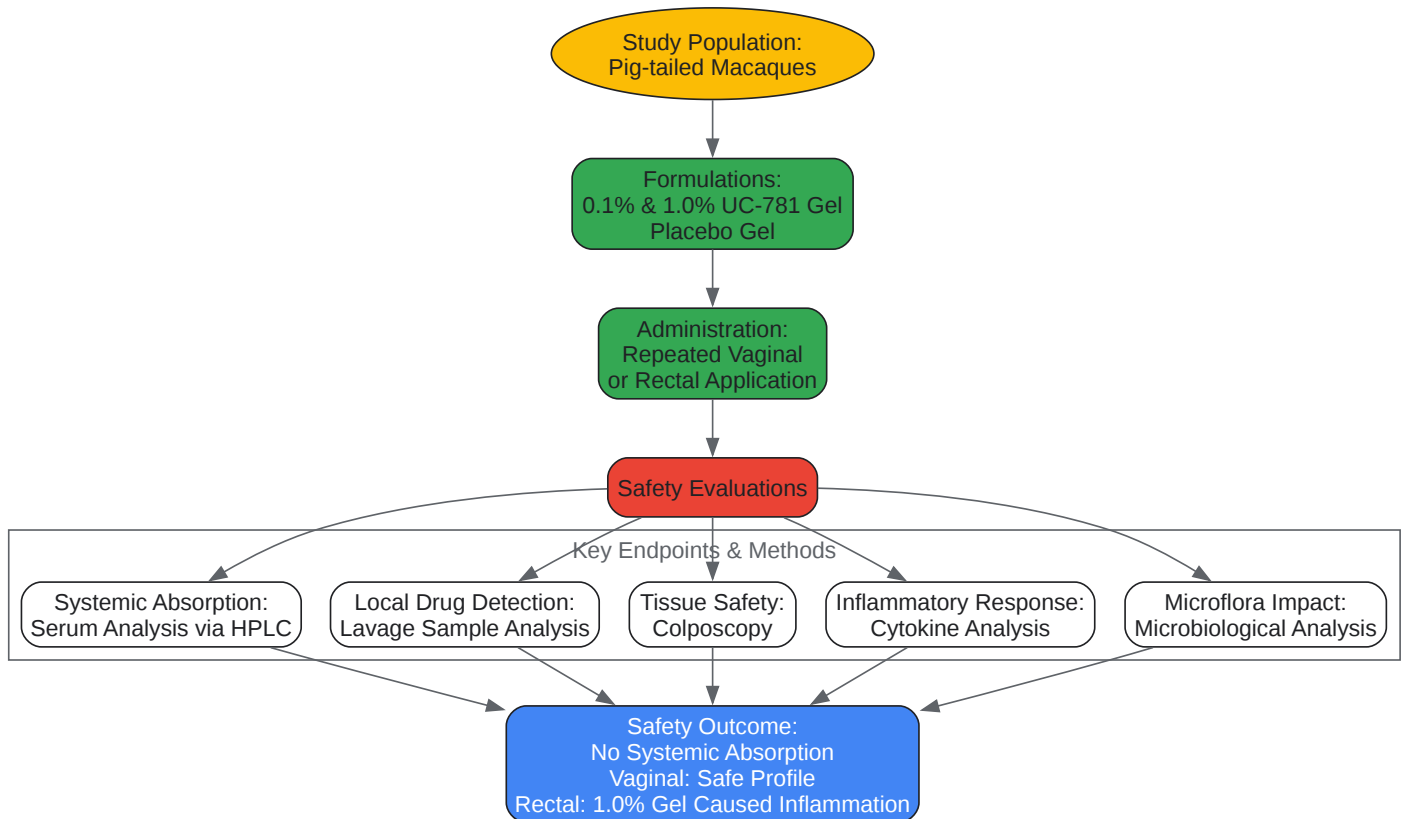 Study Population:
Pig-tailed Macaques
Formulations:
0.1% & 1.0% UC-781 Gel
Placebo Gel
Administration:
Repeated Vaginal
or Rectal Application
Safety Evaluations
Key Endpoints & Methods
Systemic Absorption:
Serum Analysis via HPLC
Local Drug Detection:
Lavage Sample Analysis
Tissue Safety:
Colposcopy
Inflammatory Response:
Cytokine Analysis
Microflora Impact:
Microbiological Analysis
Safety Outcome:
No Systemic Absorption
Vaginal: Safe Profile
Rectal: 1.0% Gel Caused Inflammation